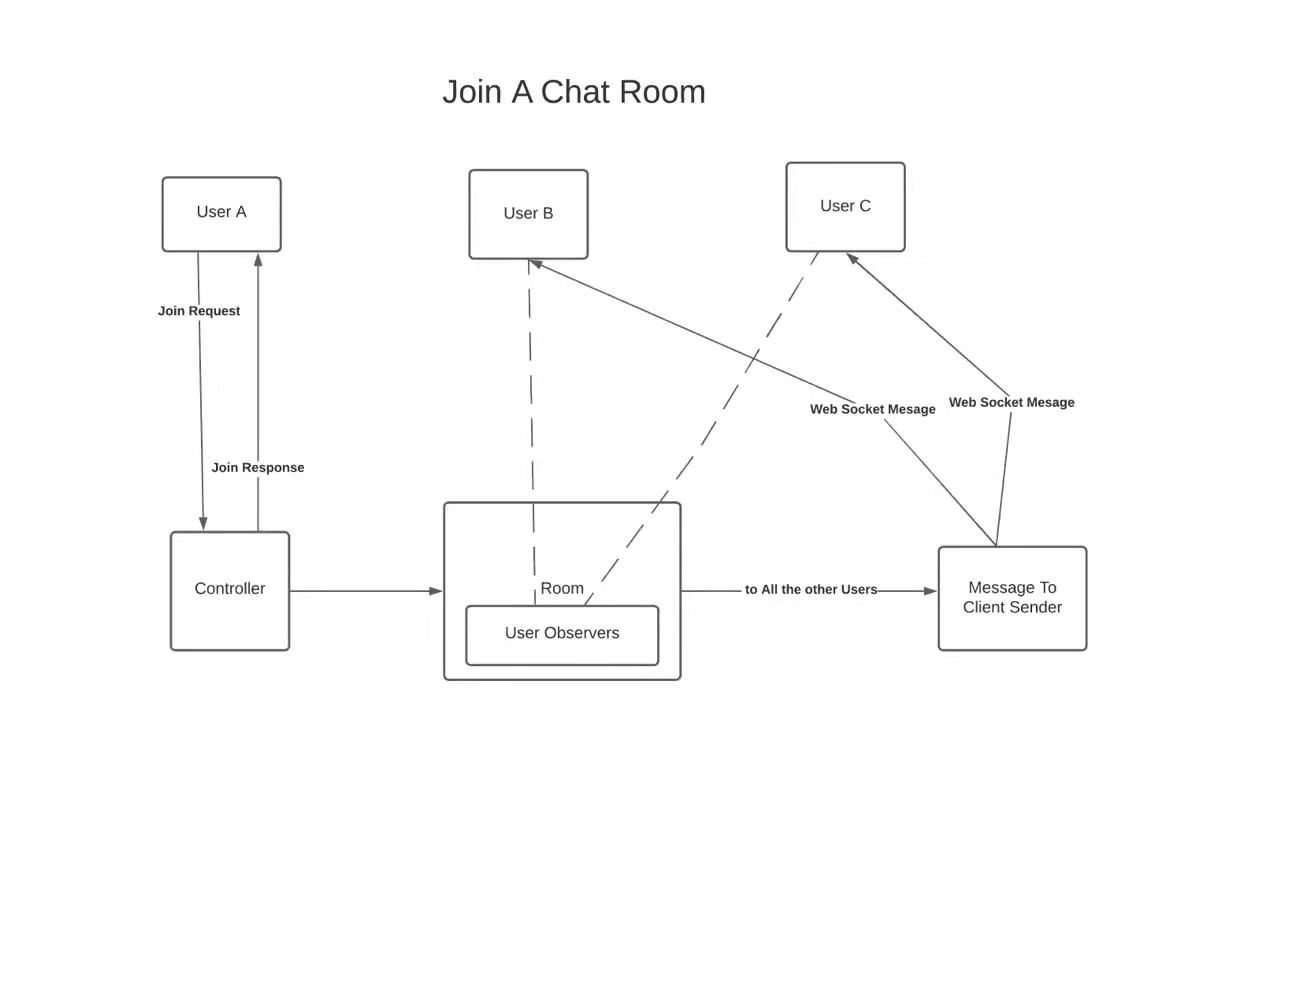 Join A Chat Room
User A
User B
User C
Join Request
Web Socket Mesage
Web Socket Mesage
Join Response
Controller
Room
User Observers
to All the other Users
Message To
Client Sender